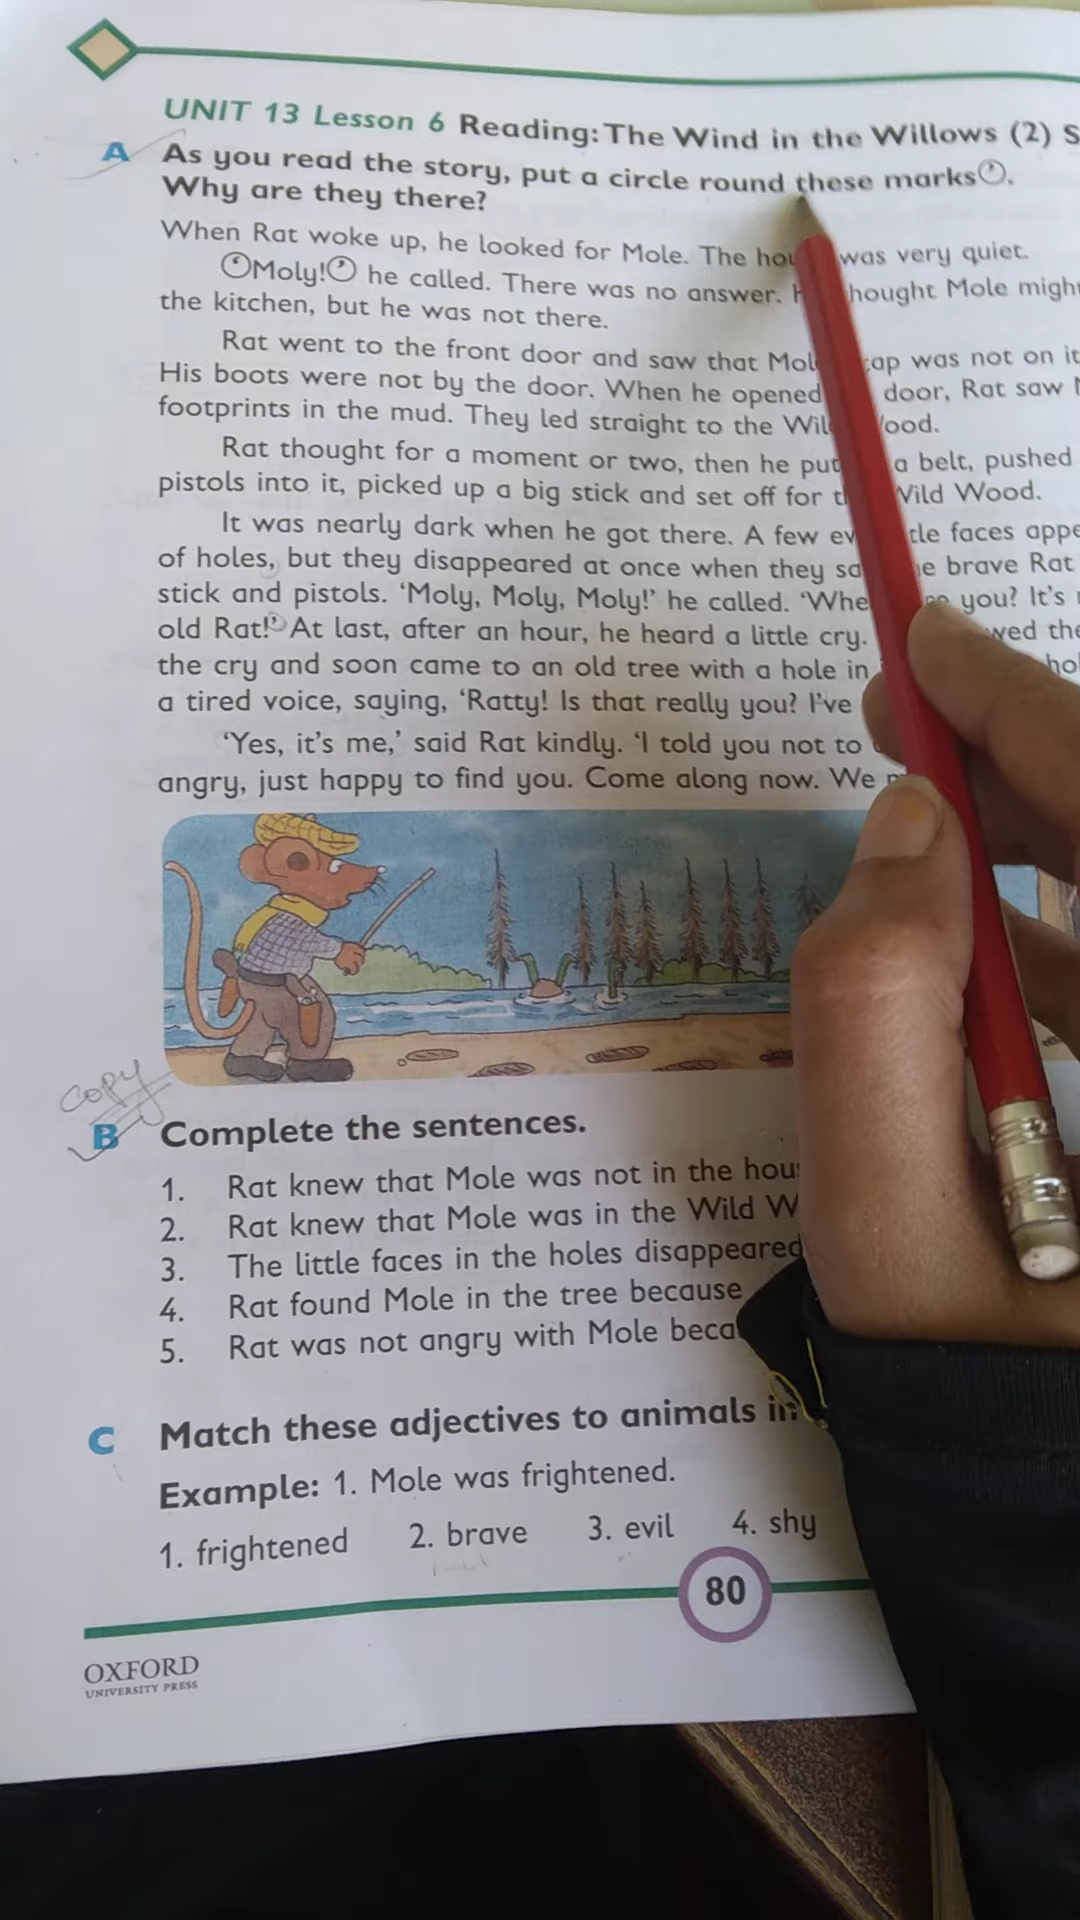 UNIT 13 Lesson 6 Reading: The Wind in the Willows (2) S
A As you read the story, put a circle round these marks ’.
Why are they there?
When Rat woke up, he looked for Mole. The was very quiet.
‘Moly!’ he called. There was no answer. thought Mole migh
the kitchen, but he was not there.
Rat went to the front door and saw that Mol cap was not on it
His boots were not by the door. When he opened door, Rat saw
footprints in the mud. They led straight to the Wil Wood.
Rat thought for a moment or two, then he put a belt, pushed
pistols into it, picked up a big stick and set off for t Wild Wood.
It was nearly dark when he got there. A few ev tle faces appe
of holes, but they disappeared at once when they sa e brave Rat
stick and pistols. ‘Moly, Moly, Moly!’ he called. ‘Whe you? It’s
old Rat!’ At last, after an hour, he heard a little cry. wed the
the cry and soon came to an old tree with a hole in ho
a tired voice, saying, ‘Ratty! Is that really you? I’ve
‘Yes, it’s me,’ said Rat kindly. ‘I told you not to
angry, just happy to find you. Come along now. We
copy
B Complete the sentences.
1. Rat knew that Mole was not in the hou
2. Rat knew that Mole was in the Wild W
3. The little faces in the holes disappeared
4. Rat found Mole in the tree because
5. Rat was not angry with Mole beca
C Match these adjectives to animals in
Example: 1. Mole was frightened.
1. frightened 2. brave 3. evil 4. shy
80
OXFORD
UNIVERSITY PRESS